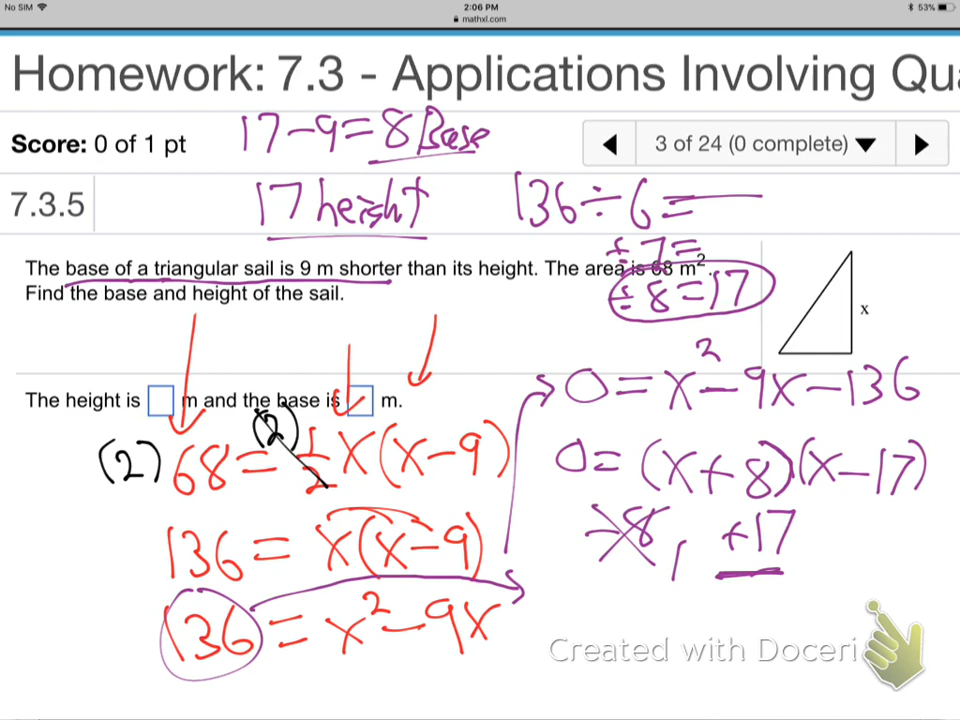 No SIM 2:06 PM 53%
mathxl.com
Homework: 7.3 - Applications Involving Qua
Score: 0 of 1 pt 17-9=8 Base 3 of 24 (0 complete)
7.3.5 17 height 136÷6=
÷7=
The base of a triangular sail is 9 m shorter than its height. The area is 68 m².
Find the base and height of the sail.
÷8=17
x
The height is m and the base is m.
0=x²-9x-136
(2)68=(2)1/2x(x-9)
0=(x+8)(x-17)
136=x(x-9)
-8, +17
136=x²-9x
Created with Doceri